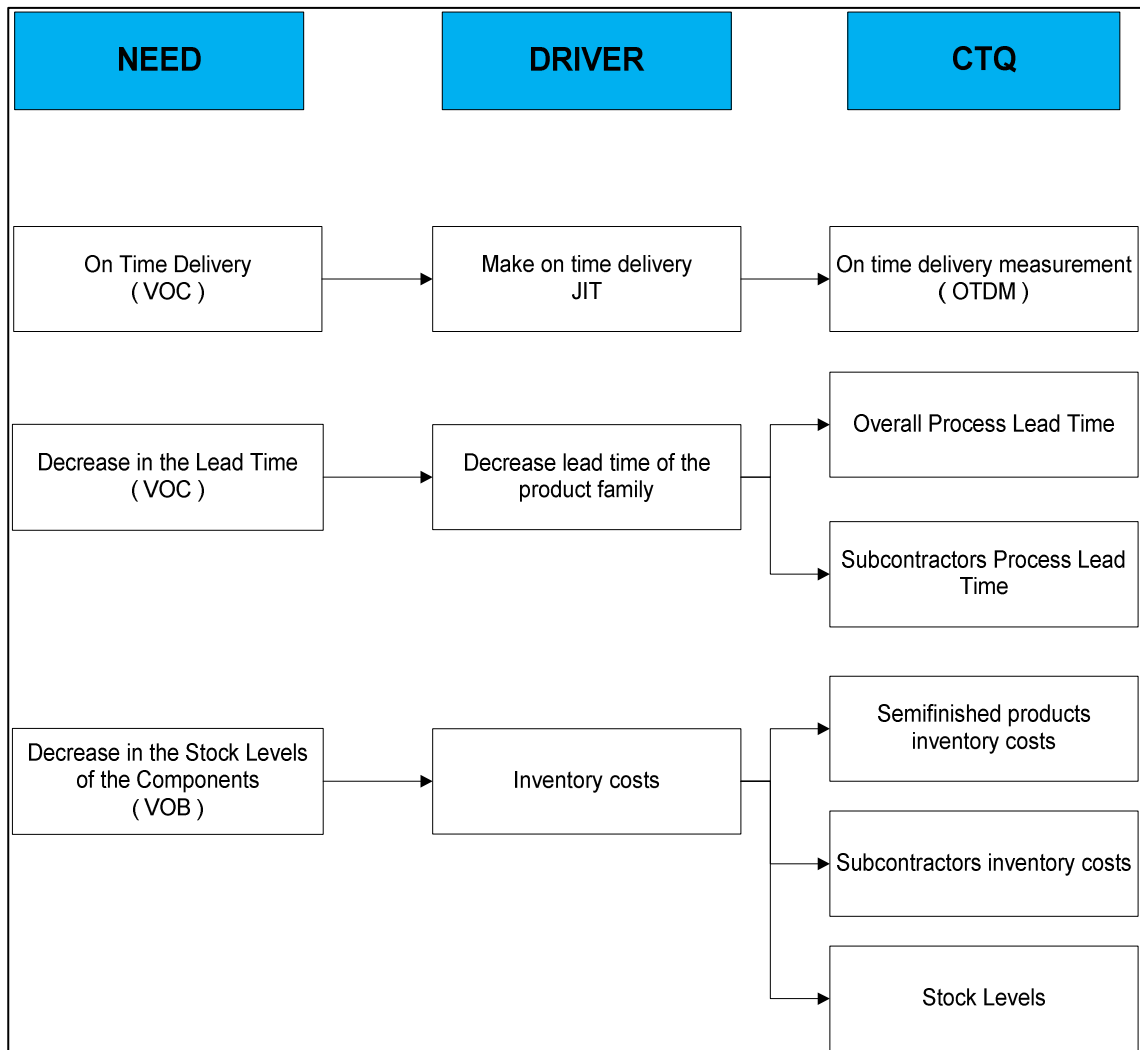 NEED
DRIVER
CTQ
On Time Delivery
( VOC )
Make on time delivery
JIT
On time delivery measurement
( OTDM )
Overall Process Lead Time
Decrease in the Lead Time
( VOC )
Decrease lead time of the
product family
Subcontractors Process Lead
Time
Semifinished products
inventory costs
Decrease in the Stock Levels
of the Components
( VOB )
Inventory costs
Subcontractors inventory costs
Stock Levels